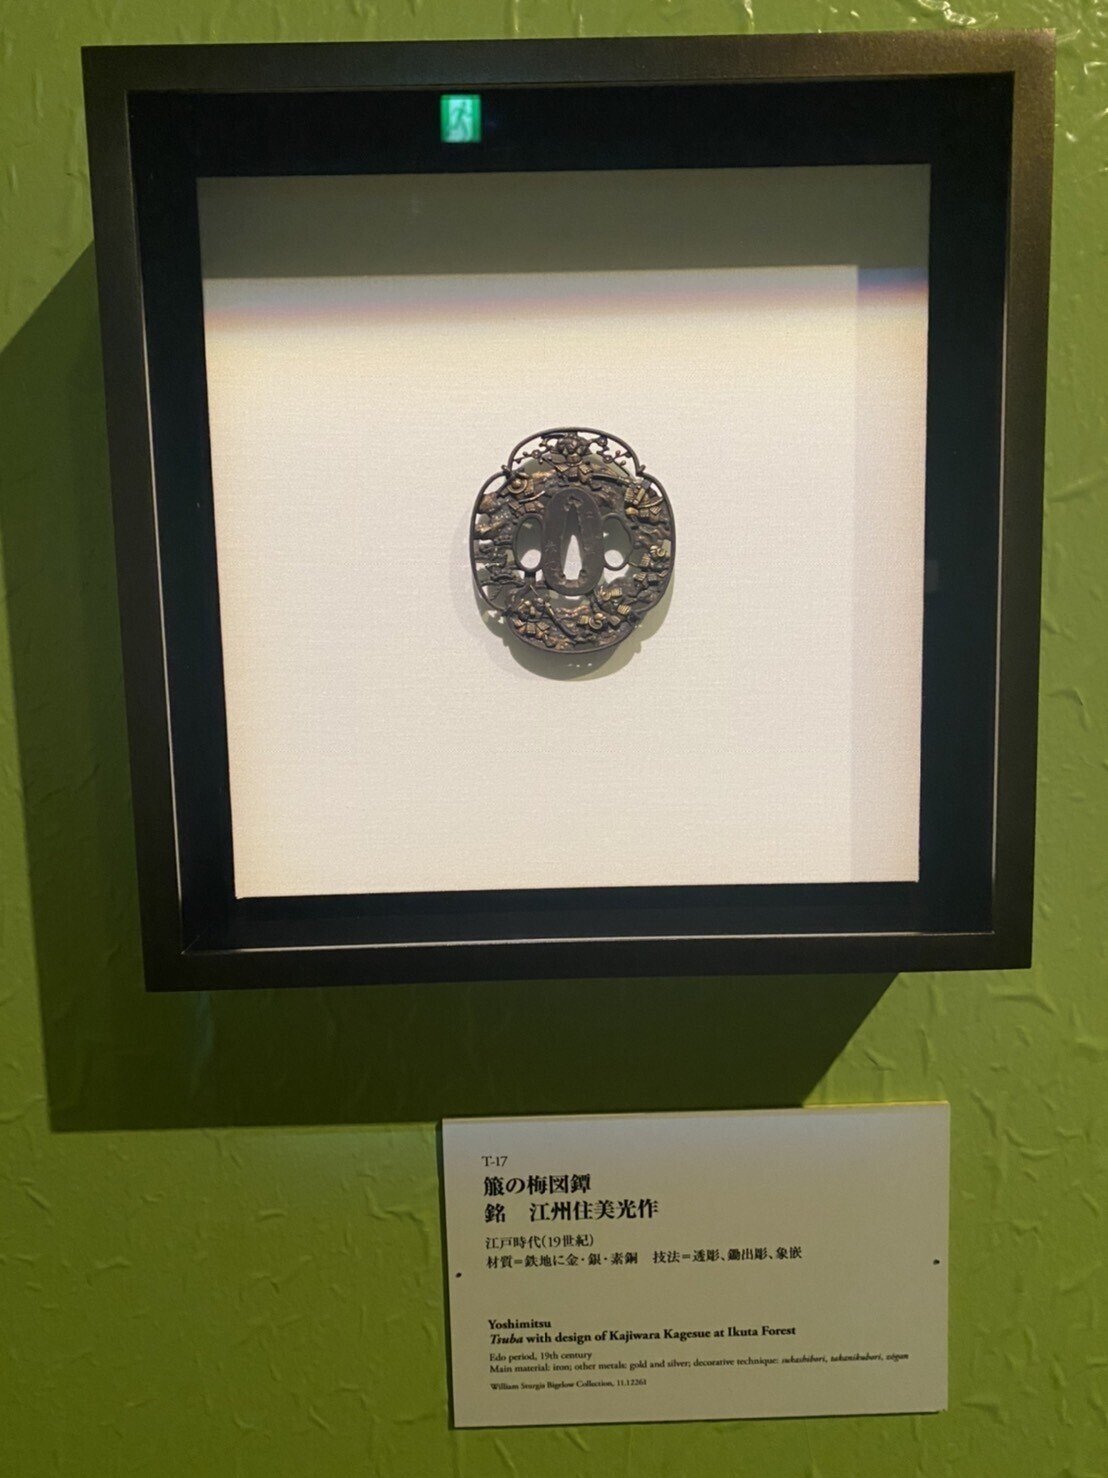 T-17
箙の梅図鐔
銘　江州住美光作
江戸時代（19世紀）
材質＝鉄地に金・銀・素銅　技法＝透彫、鋤出彫、象嵌
Yoshimitsu
Tsuba with design of Kajiwara Kagesue at Ikuta Forest
Edo period, 19th century
Main material: iron; other metals: gold and silver; decorative technique: sukashibori, takanikubori, zōgan
William Sturgis Bigelow Collection, 11.12261